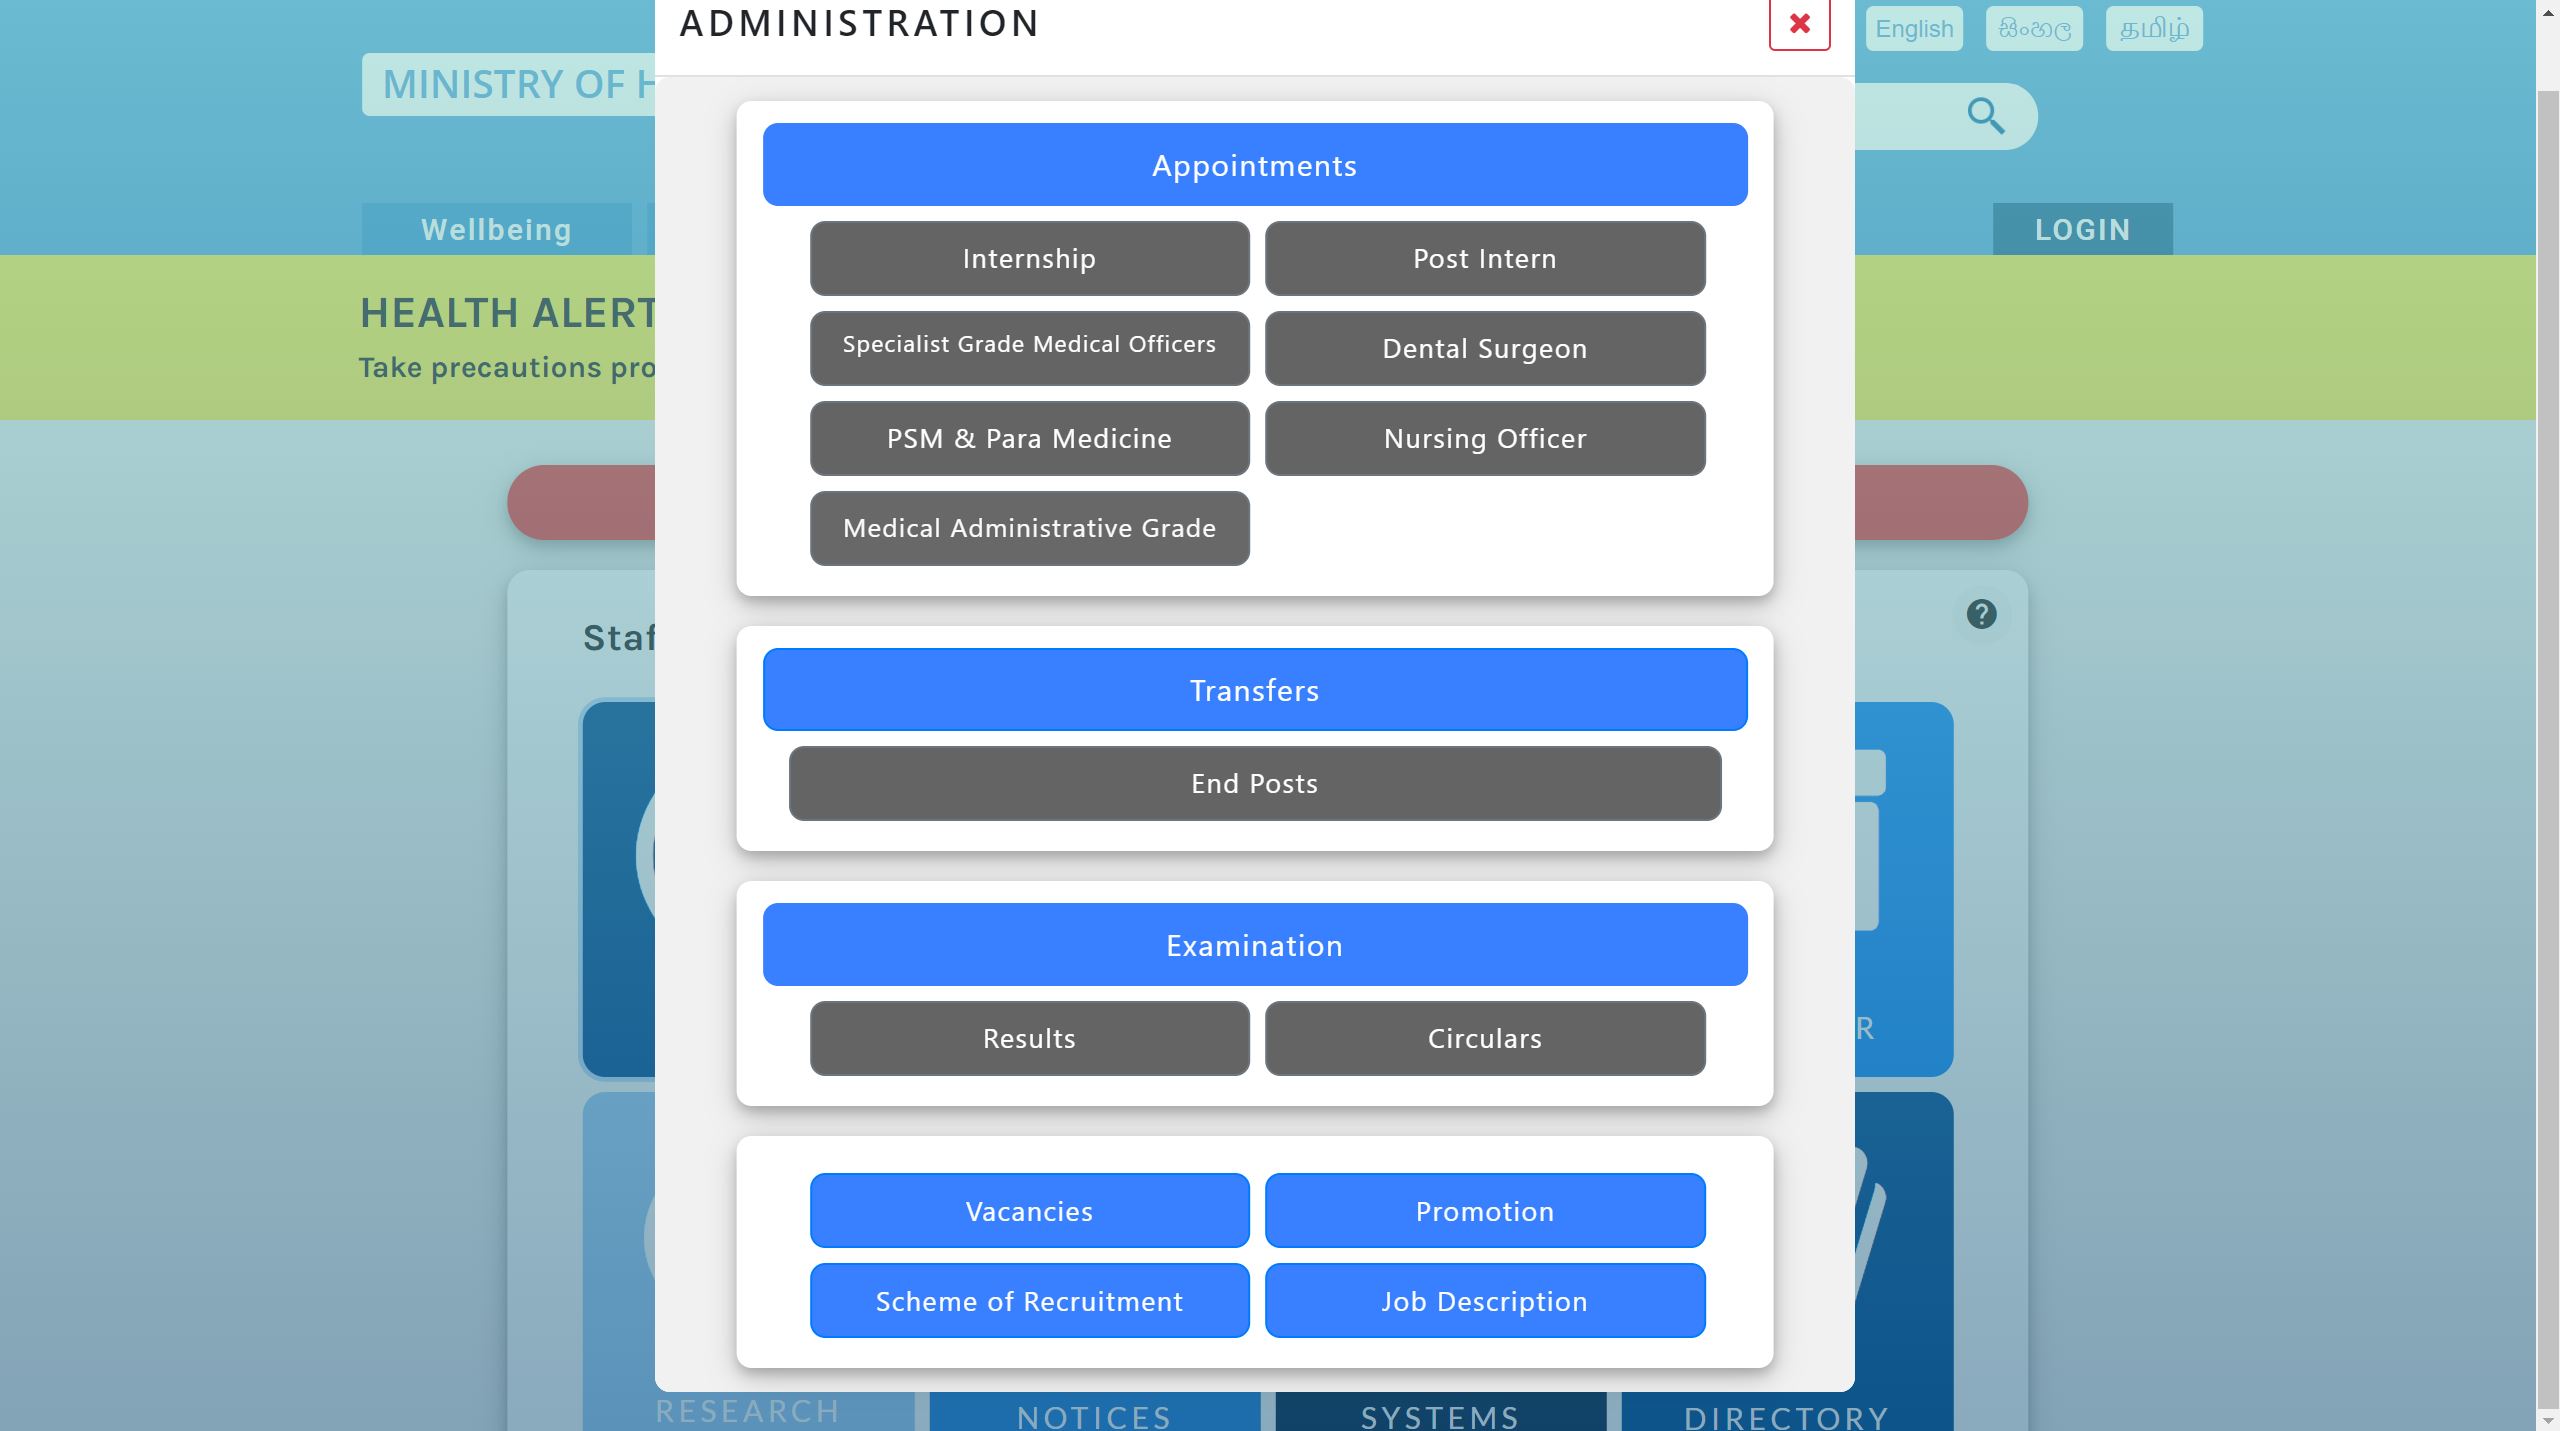 ADMINISTRATION
English
සිංහල
தமிழ்
MINISTRY OF
Wellbeing
LOGIN
HEALTH ALERT
Take precautions
Appointments
Internship
Post Intern
Specialist Grade Medical Officers
Dental Surgeon
PSM & Para Medicine
Nursing Officer
Medical Administrative Grade
Transfers
End Posts
Examination
Results
Circulars
Vacancies
Promotion
Scheme of Recruitment
Job Description
RESEARCH
NOTICES
SYSTEMS
DIRECTORY